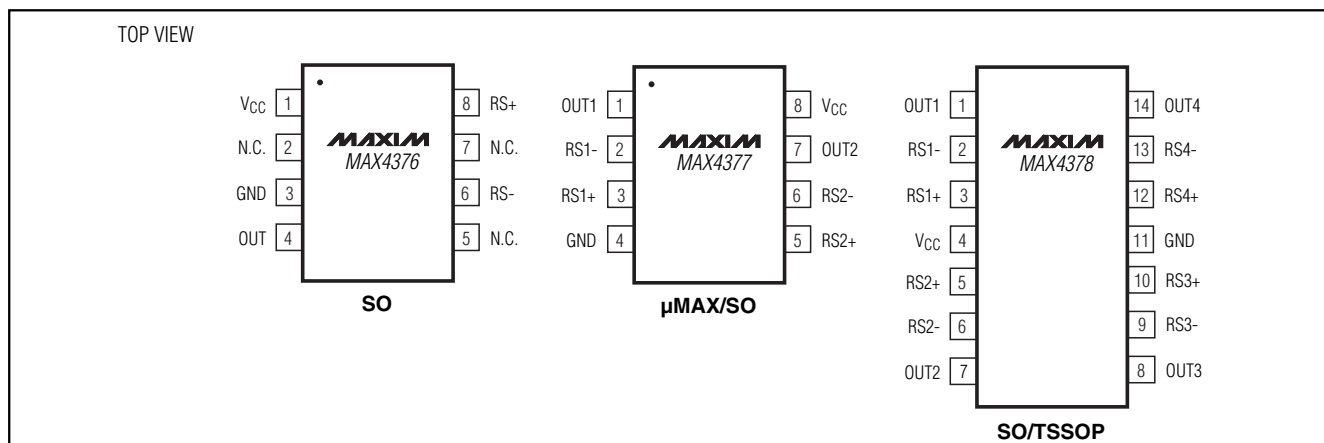 TOP VIEW
VCC 1 8 RS+
N.C. 2 7 N.C.
GND 3 6 RS-
OUT 4 5 N.C.
MAXIM
MAX4376
SO
OUT1 1 8 VCC
RS1- 2 7 OUT2
RS1+ 3 6 RS2-
GND 4 5 RS2+
MAXIM
MAX4377
µMAX/SO
OUT1 1 14 OUT4
RS1- 2 13 RS4-
RS1+ 3 12 RS4+
VCC 4 11 GND
RS2+ 5 10 RS3+
RS2- 6 9 RS3-
OUT2 7 8 OUT3
MAXIM
MAX4378
SO/TSSOP